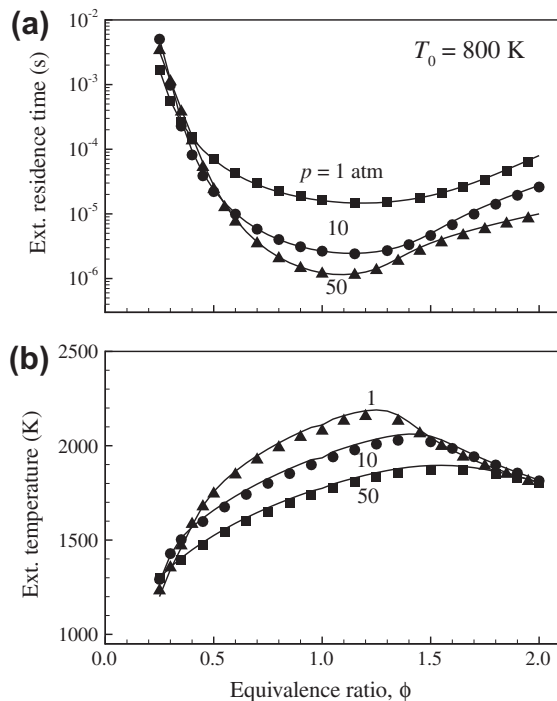 (a)
T₀ = 800 K
Ext. residence time (s)
10⁻²
10⁻³
10⁻⁴
10⁻⁵
10⁻⁶
p = 1 atm
10
50
(b)
Ext. temperature (K)
2500
2000
1500
1000
1
10
50
0.0 0.5 1.0 1.5 2.0
Equivalence ratio, ϕ